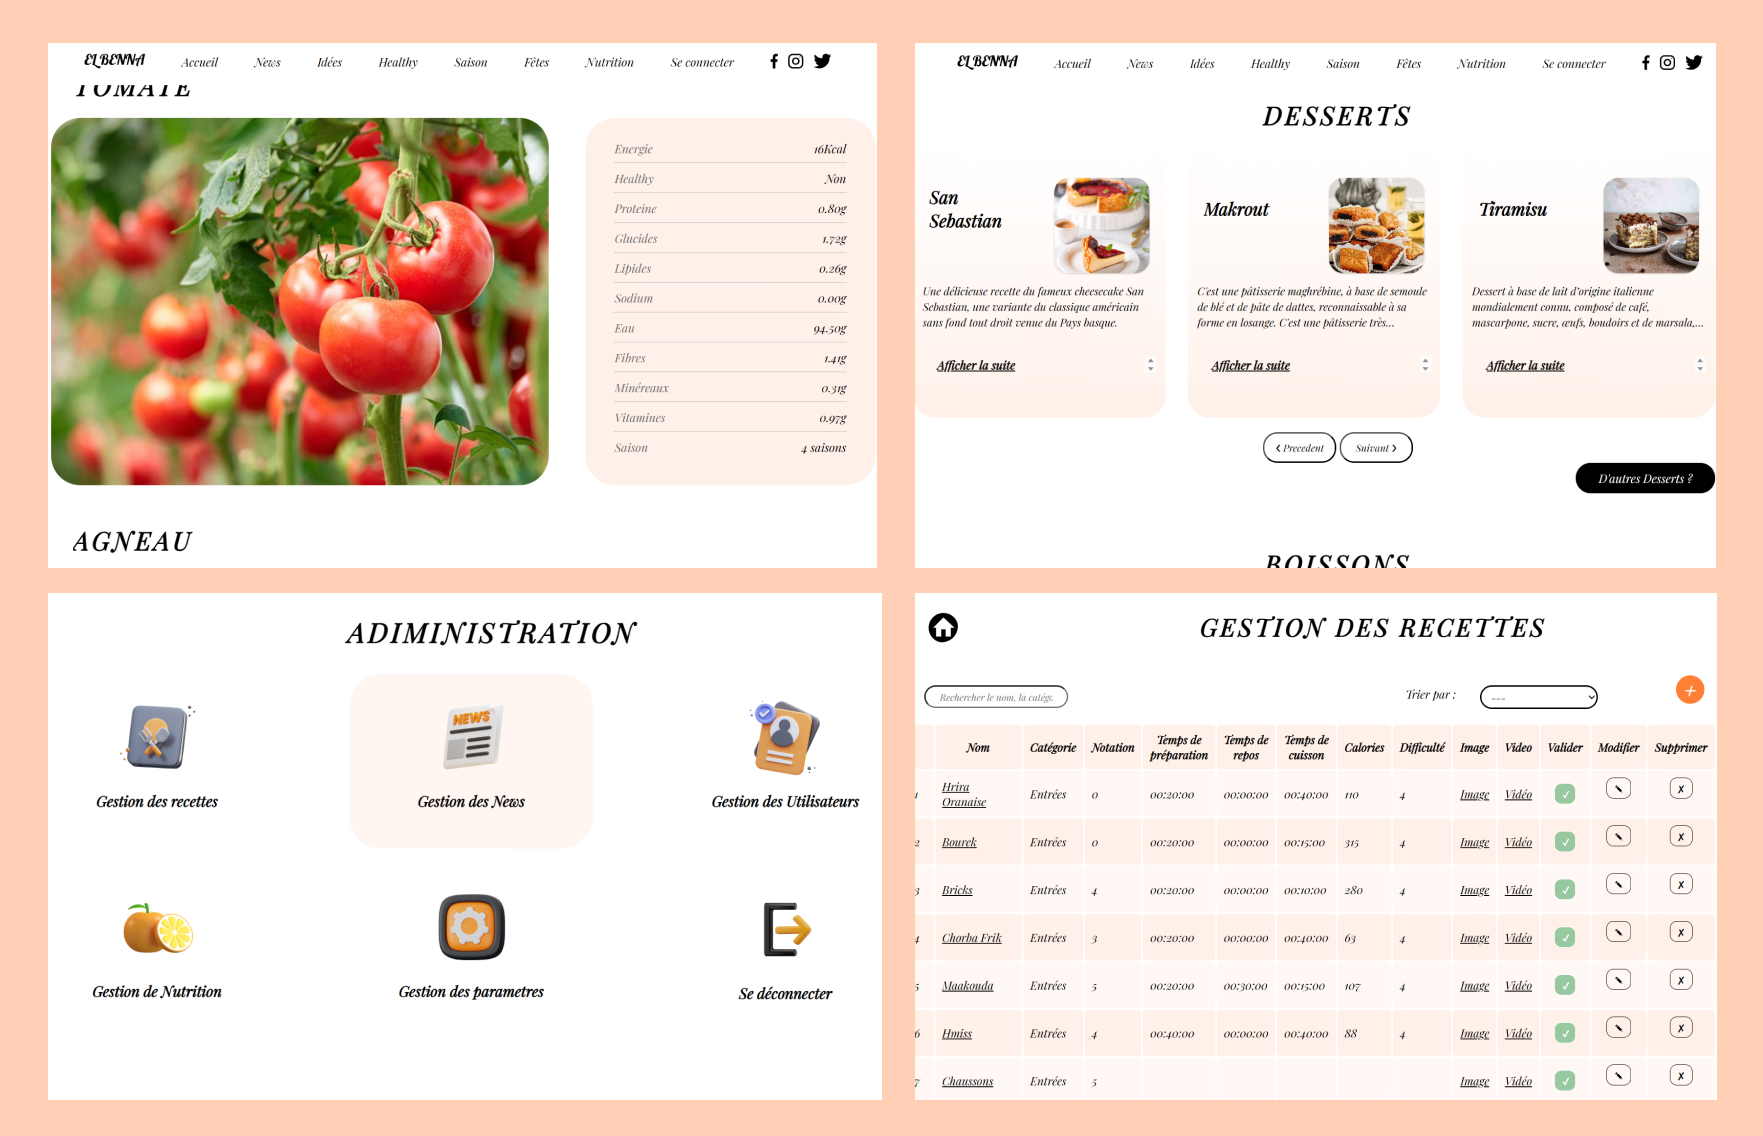 EL BENNA Accueil News Idées Healthy Saison Fêtes Nutrition Se connecter
TOMATE
Energie 16Kcal
Healthy Non
Proteine 0.80g
Glucides 1.72g
Lipides 0.26g
Sodium 0.00g
Eau 94.50g
Fibres 1.41g
Minéreaux 0.31g
Vitamines 0.97g
Saison 4 saisons
AGNEAU
EL BENNA Accueil News Idées Healthy Saison Fêtes Nutrition Se connecter
DESSERTS
San
Sebastian
Une délicieuse recette du fameux cheesecake San
Sebastian, une variante du classique américain
sans fond tout droit venue du Pays basque.
Afficher la suite
Makrout
C'est une pâtisserie maghrébine, à base de semoule
de blé et de pâte de dattes, reconnaissable à sa
forme en losange. C'est une pâtisserie très...
Afficher la suite
Tiramisu
Dessert à base de lait d'origine italienne
mondialement connu, composé de café,
mascarpone, sucre, œufs, boudoirs et de marsala,...
Afficher la suite
Precedent Suivant
D'autres Desserts ?
BOISSONS
ADIMINISTRATION
NEWS
Gestion des recettes Gestion des News Gestion des Utilisateurs
Gestion de Nutrition Gestion des parametres Se déconnecter
GESTION DES RECETTES
Rechercher le nom, la catégo Trier par : --- +
Nom Catégorie Notation Temps de préparation Temps de repos Temps de cuisson Calories Difficulté Image Video Valider Modifier Supprimer
1 Hrira Oranaise Entrées 0 00:20:00 00:00:00 00:40:00 110 4 Image Vidéo ✓ ✗
2 Bourek Entrées 0 00:20:00 00:00:00 00:15:00 315 4 Image Vidéo ✓ ✗
3 Bricks Entrées 4 00:20:00 00:00:00 00:10:00 280 4 Image Vidéo ✓ ✗
4 Chorba Frik Entrées 3 00:20:00 00:00:00 00:40:00 63 4 Image Vidéo ✓ ✗
5 Maakouda Entrées 5 00:20:00 00:30:00 00:15:00 107 4 Image Vidéo ✓ ✗
6 Hmiss Entrées 4 00:40:00 00:00:00 00:40:00 88 4 Image Vidéo ✓ ✗
7 Chaussons Entrées 5 Image Vidéo ✓ ✗